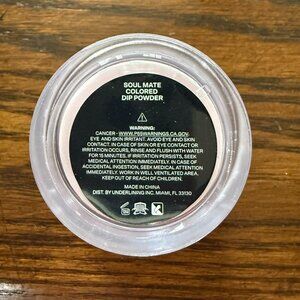 SOUL MATE
COLORED
DIP POWDER
WARNING:
CANCER - WWW.P65WARNINGS.CA.GOV.
EYE AND SKIN IRRITANT. AVOID EYE AND SKIN
CONTACT. IN CASE OF SKIN OR EYE CONTACT OR
IRRITATION OCCURS, RINSE AND FLUSH WITH WATER
FOR 15 MINUTES. IF IRRITATION PERSISTS, SEEK
MEDICAL ATTENTION IMMEDIATELY. IN CASE OF
ACCIDENTAL INGESTION, SEEK MEDICAL ATTENTION
IMMEDIATELY. WORK IN WELL VENTILATED AREA.
KEEP OUT OF REACH OF CHILDREN.
MADE IN CHINA
DIST. BY UNDERLINING INC. MIAMI, FL 33130